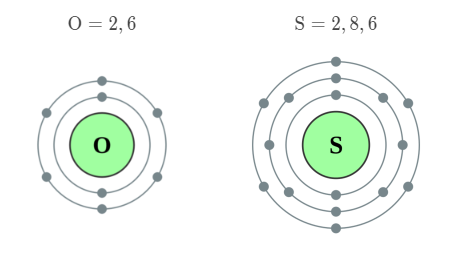 O = 2, 6
S = 2, 8, 6
O
S